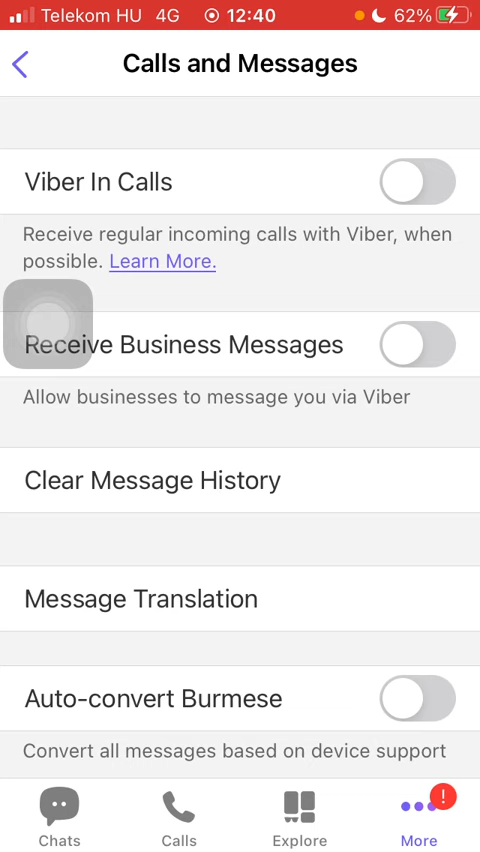 Telekom HU 4G 12:40 62%
Calls and Messages
Viber In Calls
Receive regular incoming calls with Viber, when
possible. Learn More.
Receive Business Messages
Allow businesses to message you via Viber
Clear Message History
Message Translation
Auto-convert Burmese
Convert all messages based on device support
!
Chats Calls Explore More